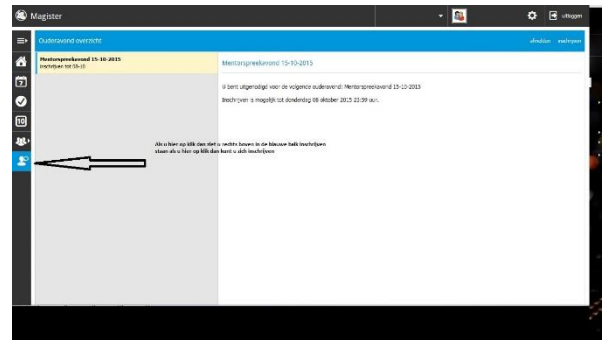 Magister
uitloggen
Ouderavond overzicht
afdrukken inschrijven
Mentorspreekavond 15-10-2015
Inschrijven tot 08-10
Mentorspreekavond 15-10-2015
U bent uitgenodigd voor de volgende ouderavond: Mentorspreekavond 15-10-2015
Inschrijven is mogelijk tot donderdag 08 oktober 2015 23:59 uur.
7
10
Als u hier op klik dan ziet u rechts boven in de blauwe balk inschrijven
staan als u hier op klik dan kunt u zich inschrijven